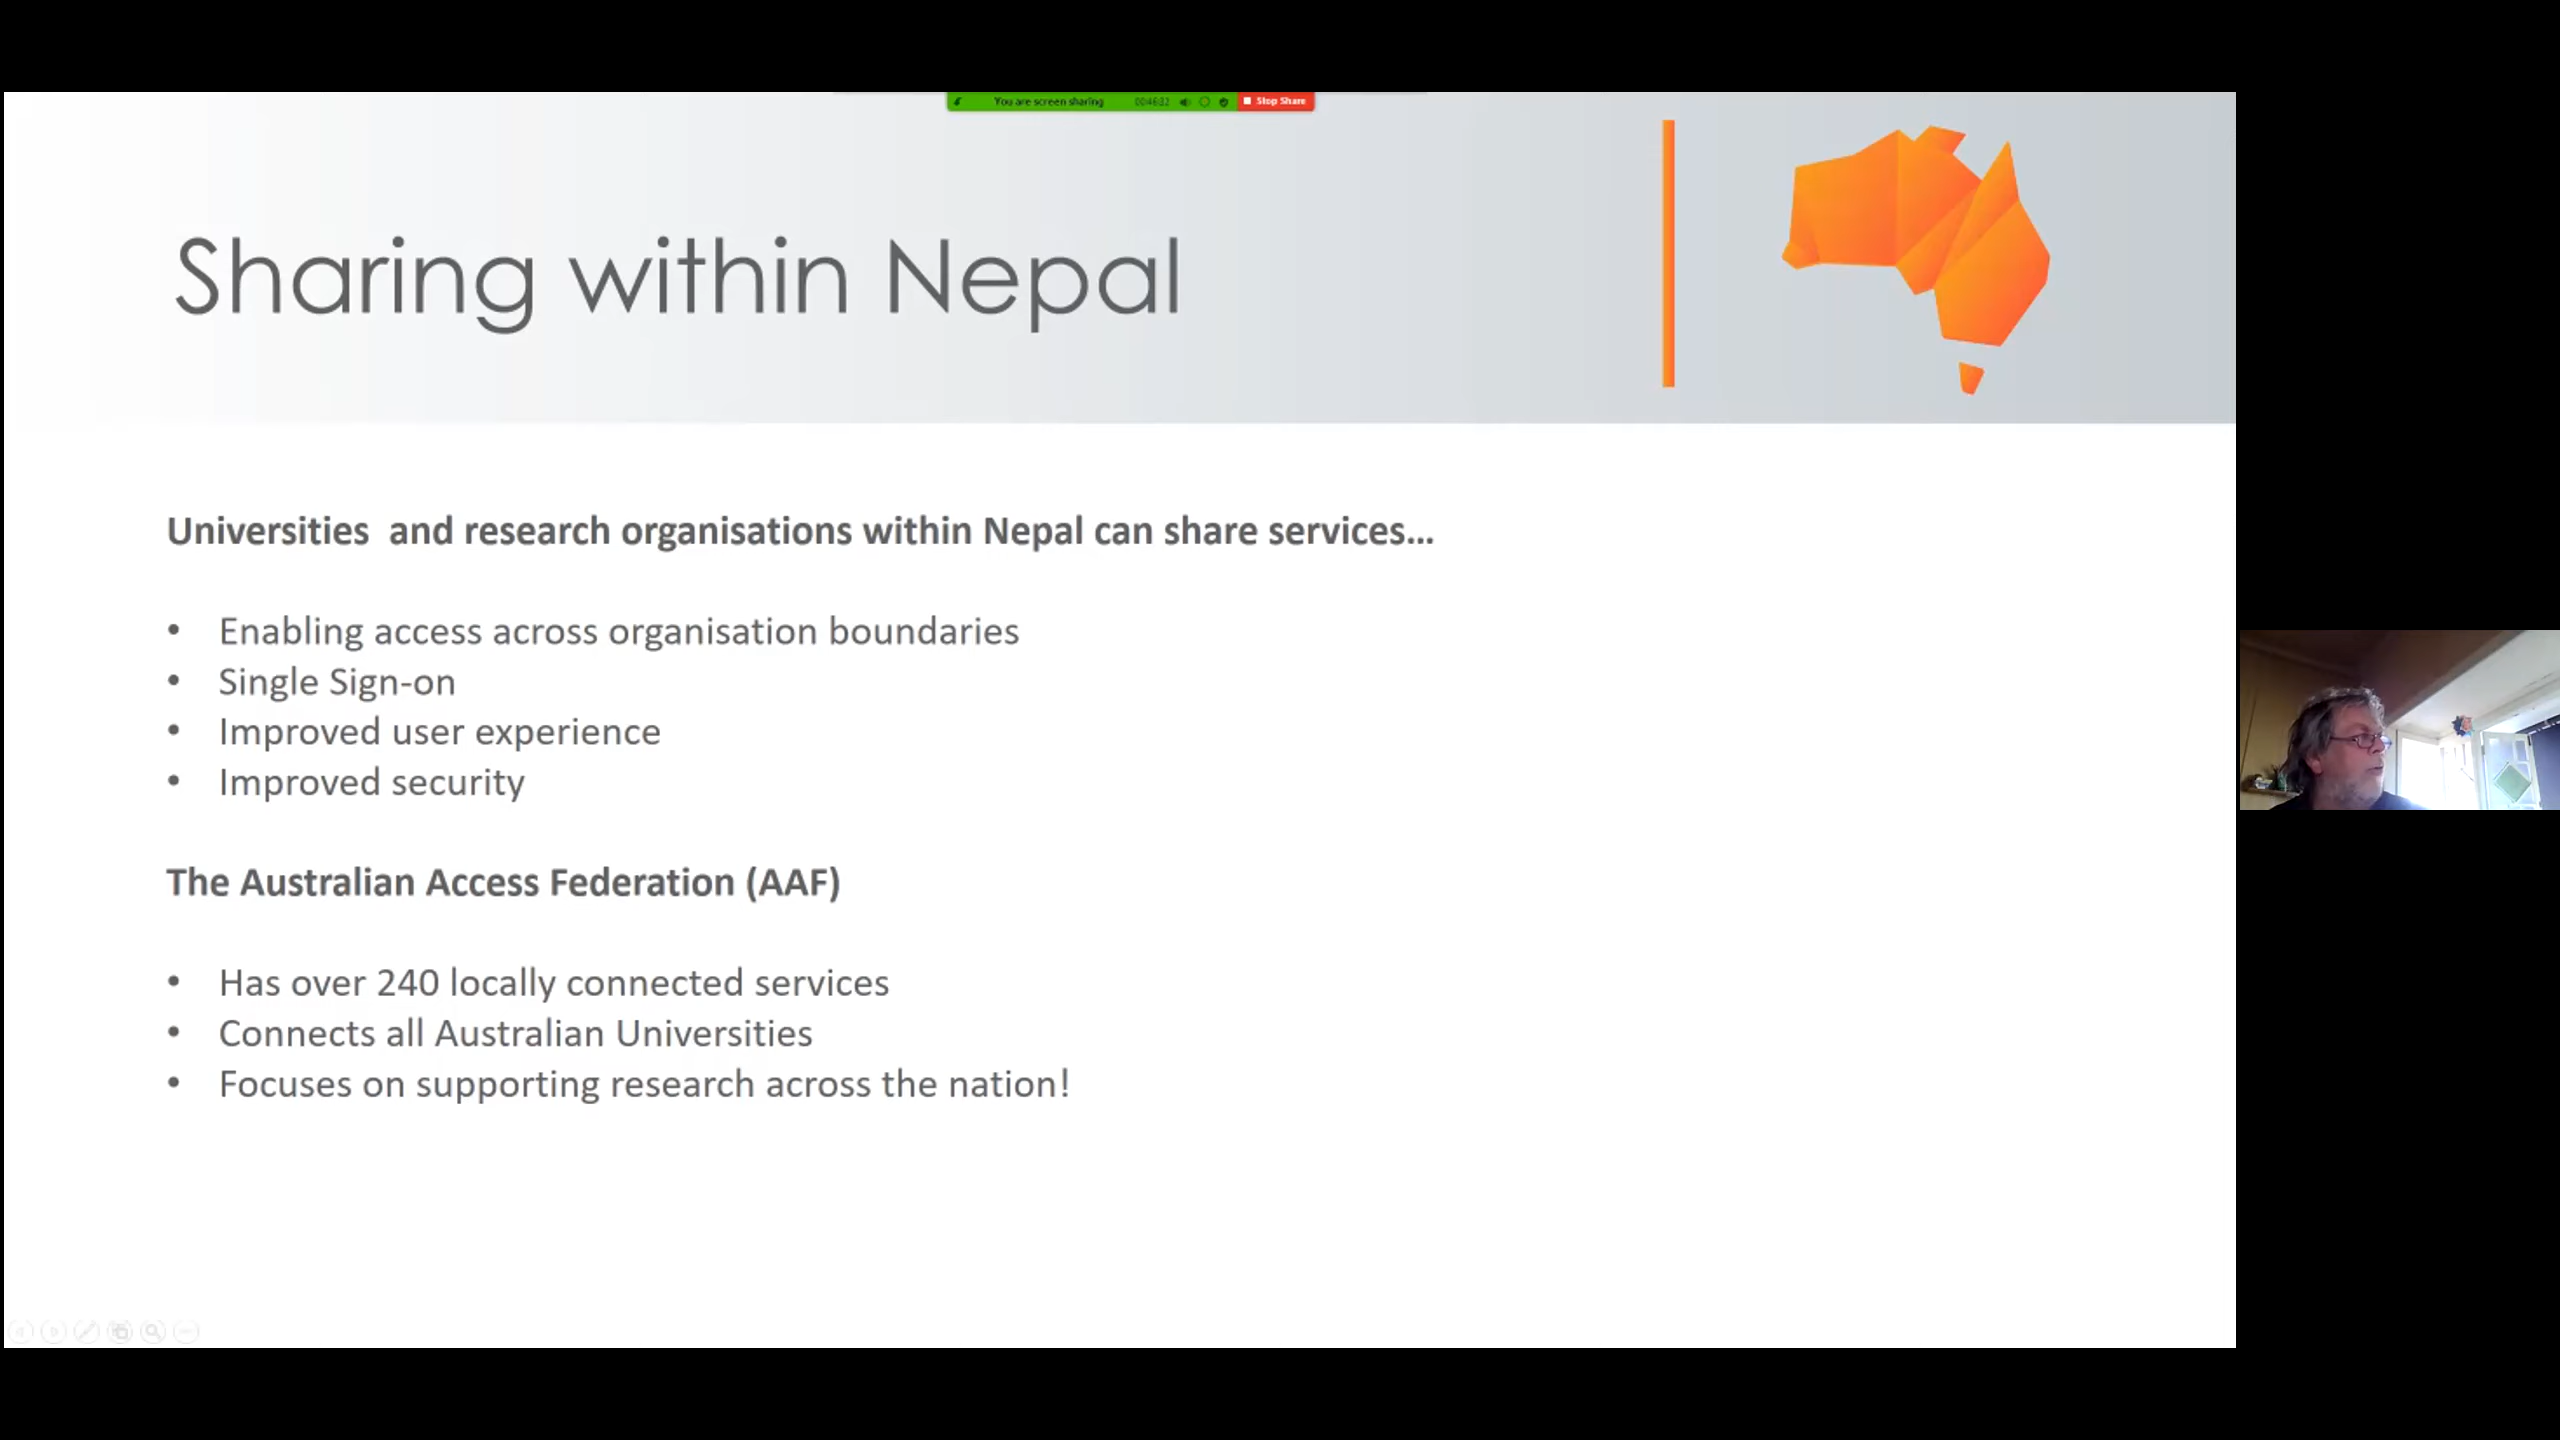 You are screen sharing 00:46:32 Stop Share
Sharing within Nepal
Universities and research organisations within Nepal can share services...
• Enabling access across organisation boundaries
• Single Sign-on
• Improved user experience
• Improved security
The Australian Access Federation (AAF)
• Has over 240 locally connected services
• Connects all Australian Universities
• Focuses on supporting research across the nation!